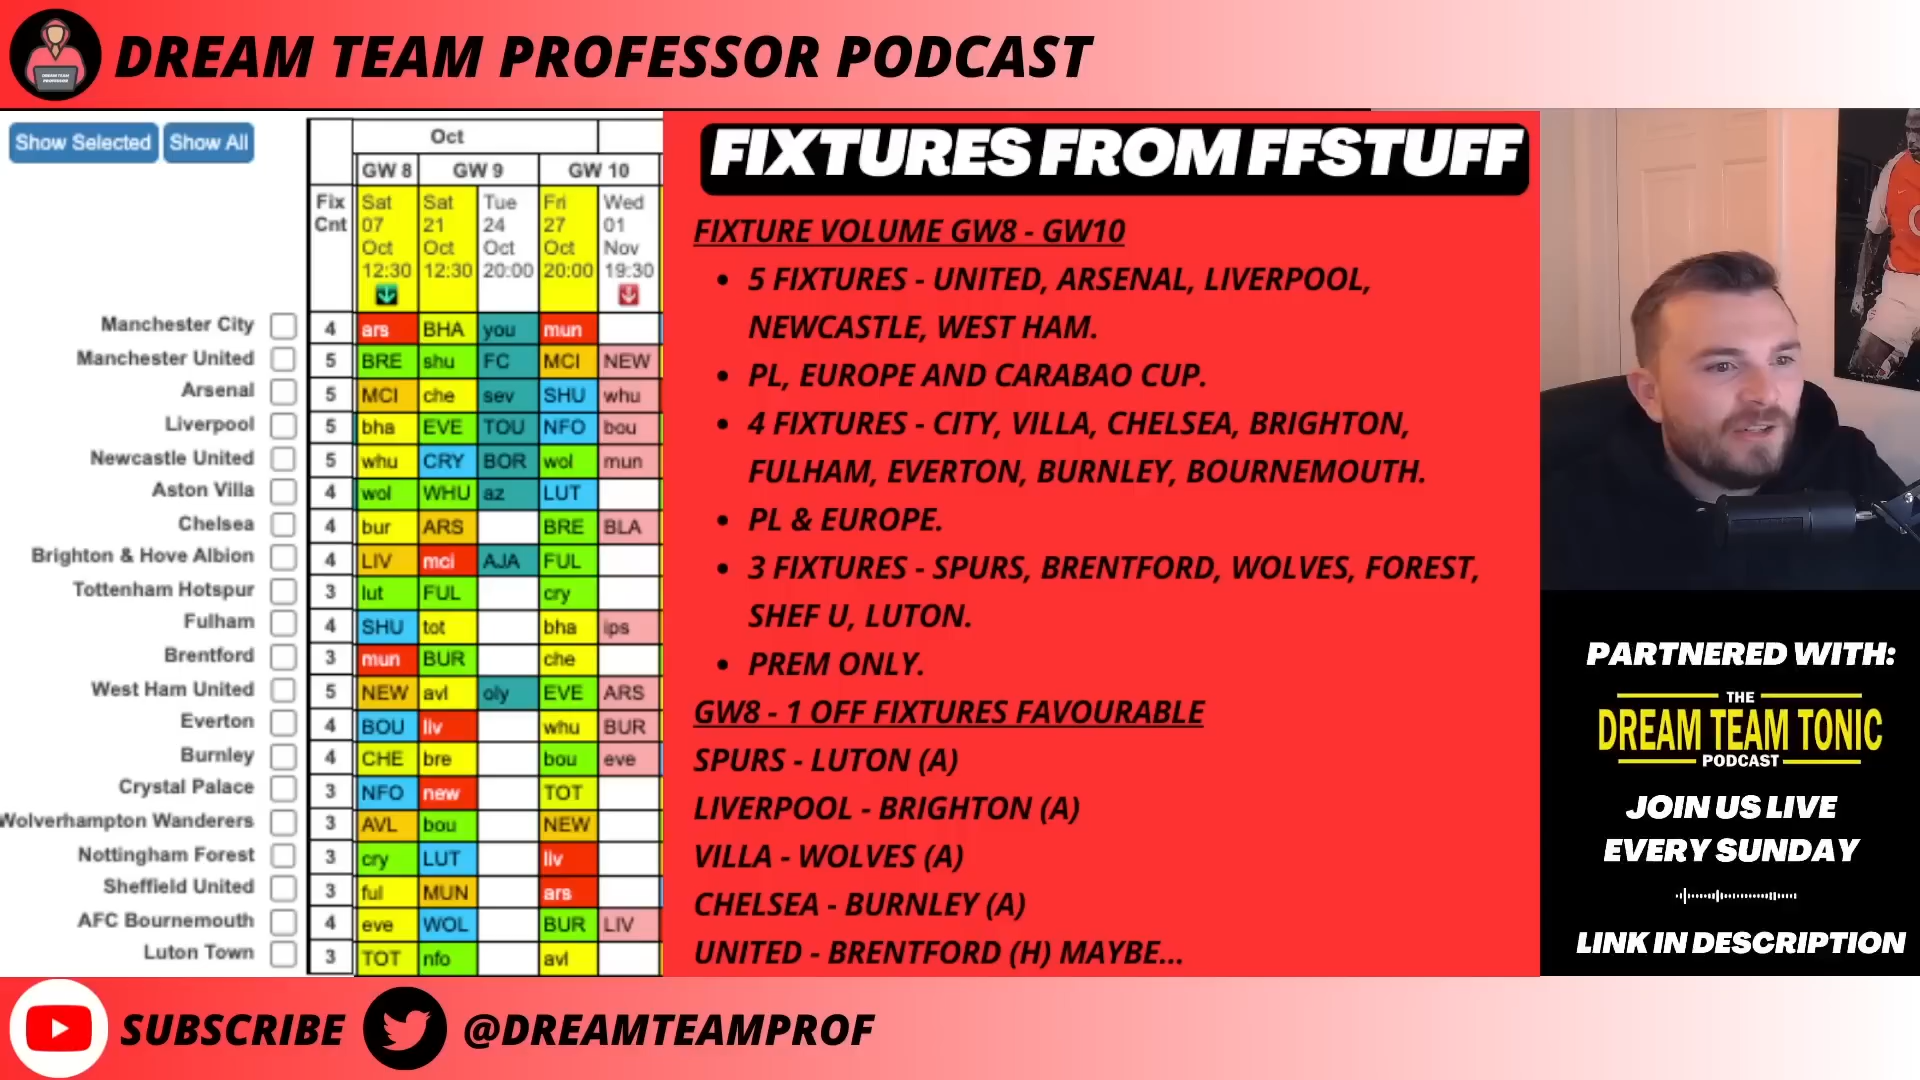 DREAM TEAM PROFESSOR PODCAST
Show Selected Show All
Oct
GW 8 GW 9 GW 10
Fix Cnt Sat 07 Oct 12:30 Sat 21 Oct 12:30 Tue 24 Oct 20:00 Fri 27 Oct 20:00 Wed 01 Nov 19:30
Manchester City 4 ars BHA you mun
Manchester United 5 BRE shu FC MCI NEW
Arsenal 5 MCI che sev SHU whu
Liverpool 5 bha EVE TOU NFO bou
Newcastle United 5 whu CRY BOR wol mun
Aston Villa 4 wol WHU az LUT
Chelsea 4 bur ARS BRE BLA
Brighton & Hove Albion 4 LIV mci AJA FUL
Tottenham Hotspur 3 lut FUL cry
Fulham 4 SHU tot bha ips
Brentford 3 mun BUR che
West Ham United 5 NEW avl oly EVE ARS
Everton 4 BOU liv whu BUR
Burnley 4 CHE bre bou eve
Crystal Palace 3 NFO new TOT
Wolverhampton Wanderers 3 AVL bou NEW
Nottingham Forest 3 cry LUT liv
Sheffield United 3 ful MUN ars
AFC Bournemouth 4 eve WOL BUR LIV
Luton Town 3 TOT nfo avl
FIXTURES FROM FFSTUFF
FIXTURE VOLUME GW8 - GW10
• 5 FIXTURES - UNITED, ARSENAL, LIVERPOOL,
NEWCASTLE, WEST HAM.
• PL, EUROPE AND CARABAO CUP.
• 4 FIXTURES - CITY, VILLA, CHELSEA, BRIGHTON,
FULHAM, EVERTON, BURNLEY, BOURNEMOUTH.
• PL & EUROPE.
• 3 FIXTURES - SPURS, BRENTFORD, WOLVES, FOREST,
SHEF U, LUTON.
• PREM ONLY.
GW8 - 1 OFF FIXTURES FAVOURABLE
SPURS - LUTON (A)
LIVERPOOL - BRIGHTON (A)
VILLA - WOLVES (A)
CHELSEA - BURNLEY (A)
UNITED - BRENTFORD (H) MAYBE...
PARTNERED WITH:
THE
DREAM TEAM TONIC
PODCAST
JOIN US LIVE
EVERY SUNDAY
LINK IN DESCRIPTION
SUBSCRIBE @DREAMTEAMPROF